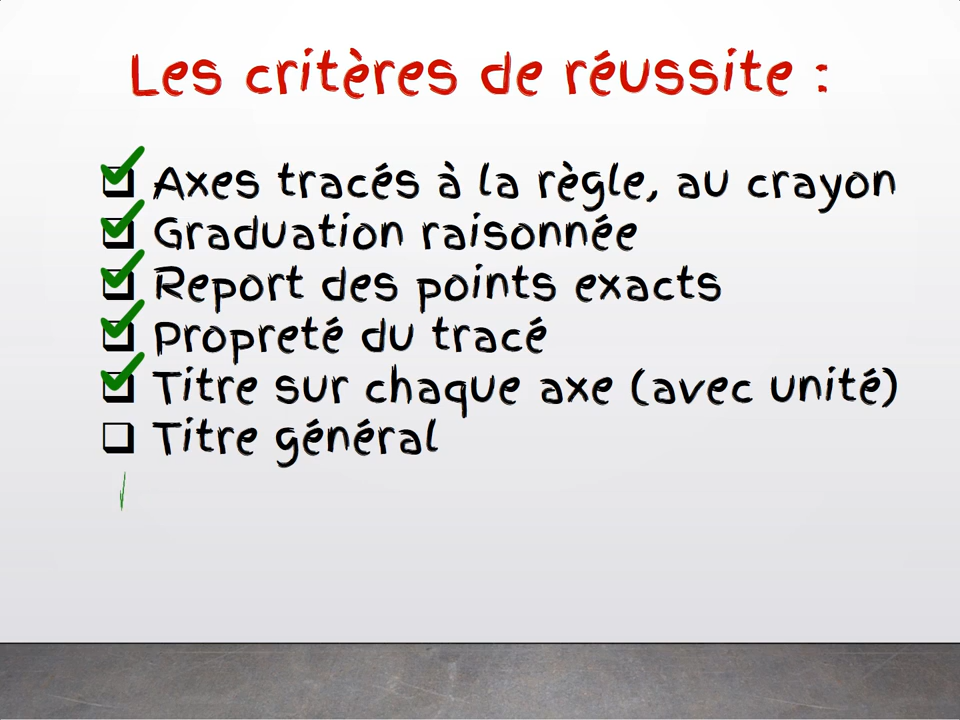 Les critères de réussite :
Axes tracés à la règle, au crayon
Graduation raisonnée
Report des points exacts
Propreté du tracé
Titre sur chaque axe (avec unité)
Titre général